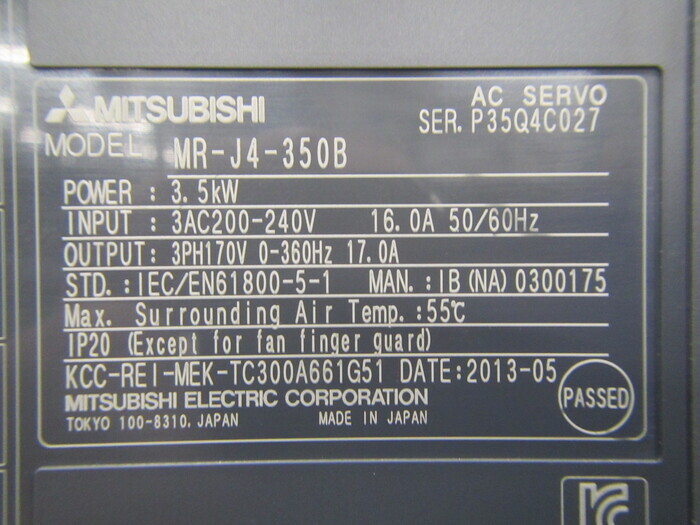 MITSUBISHI AC SERVO
SER. P35Q4C027
MODEL MR-J4-350B
POWER : 3.5kW
INPUT : 3AC200-240V 16.0A 50/60Hz
OUTPUT: 3PH170V 0-360Hz 17.0A
STD. : IEC/EN61800-5-1 MAN. : IB(NA)0300175
Max. Surrounding Air Temp. :55℃
IP20 (Except for fan finger guard)
KCC-REI-MEK-TC300A661G51 DATE:2013-05
MITSUBISHI ELECTRIC CORPORATION
TOKYO 100-8310, JAPAN MADE IN JAPAN
PASSED